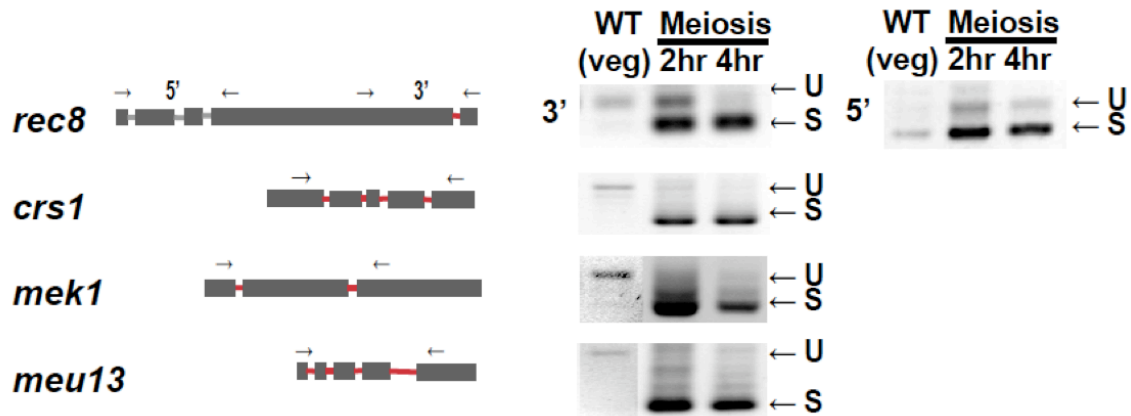 WT Meiosis WT Meiosis
(veg) 2hr 4hr (veg) 2hr 4hr
rec8 → 5' ← → 3' ← 3' ← U 5' ← U
← S ← S
crs1 → ← ← U
← S
mek1 → ← ← U
← S
meu13 → ← ← U
← S